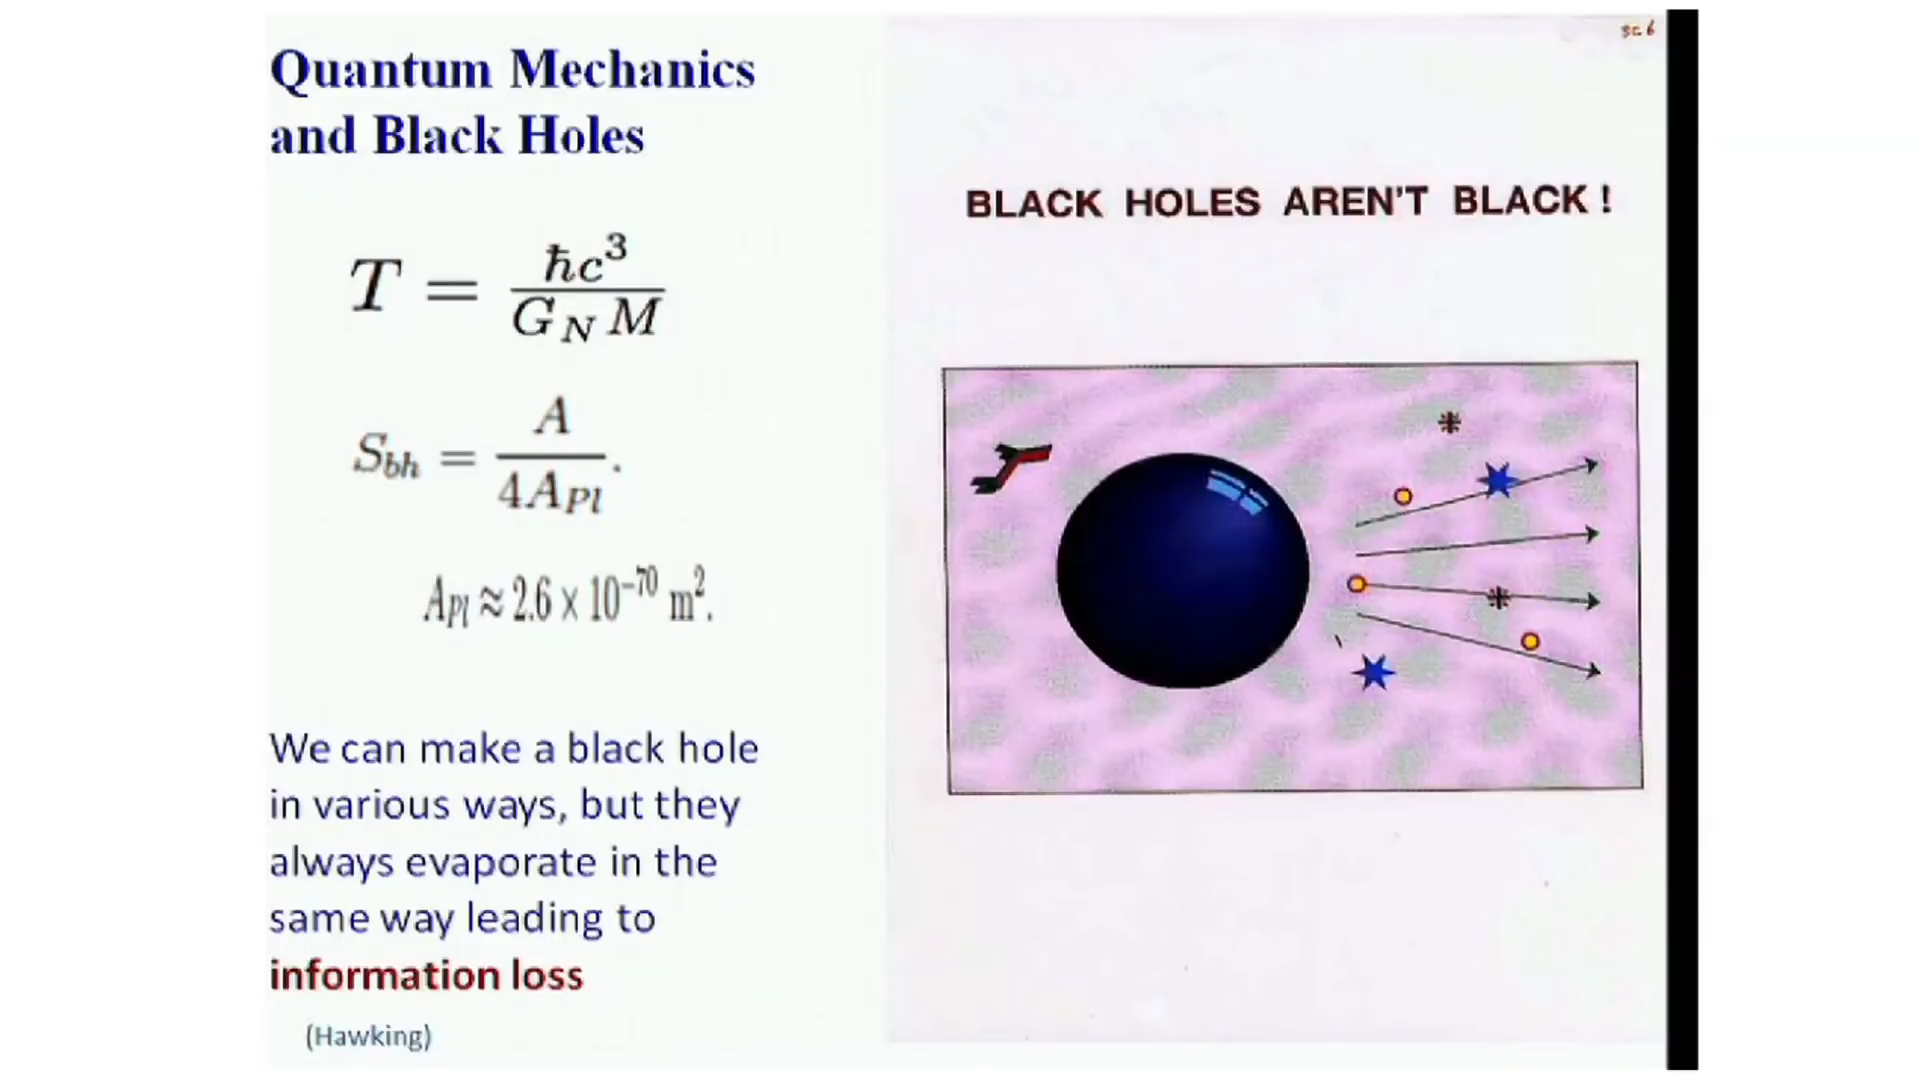 Quantum Mechanics
and Black Holes
T = ħc³ / G_N M
S_bh = A / 4A_Pl .
A_Pl ≈ 2.6 × 10⁻⁷⁰ m².
We can make a black hole
in various ways, but they
always evaporate in the
same way leading to
information loss
(Hawking)
BLACK HOLES AREN'T BLACK !